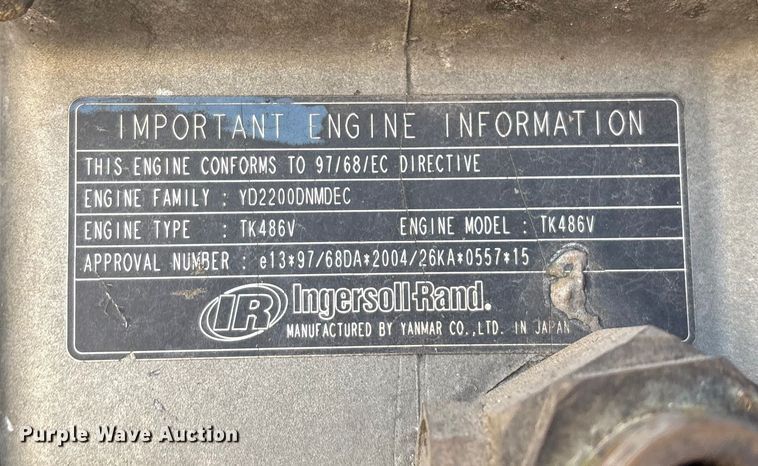 IMPORTANT ENGINE INFORMATION
THIS ENGINE CONFORMS TO 97/68/EC DIRECTIVE
ENGINE FAMILY : YD2200DNMDEC
ENGINE TYPE : TK486V ENGINE MODEL : TK486V
APPROVAL NUMBER : e13*97/68DA*2004/26KA*0557*15
IR Ingersoll-Rand.
MANUFACTURED BY YANMAR CO.,LTD. IN JAPAN
Purple Wave Auction